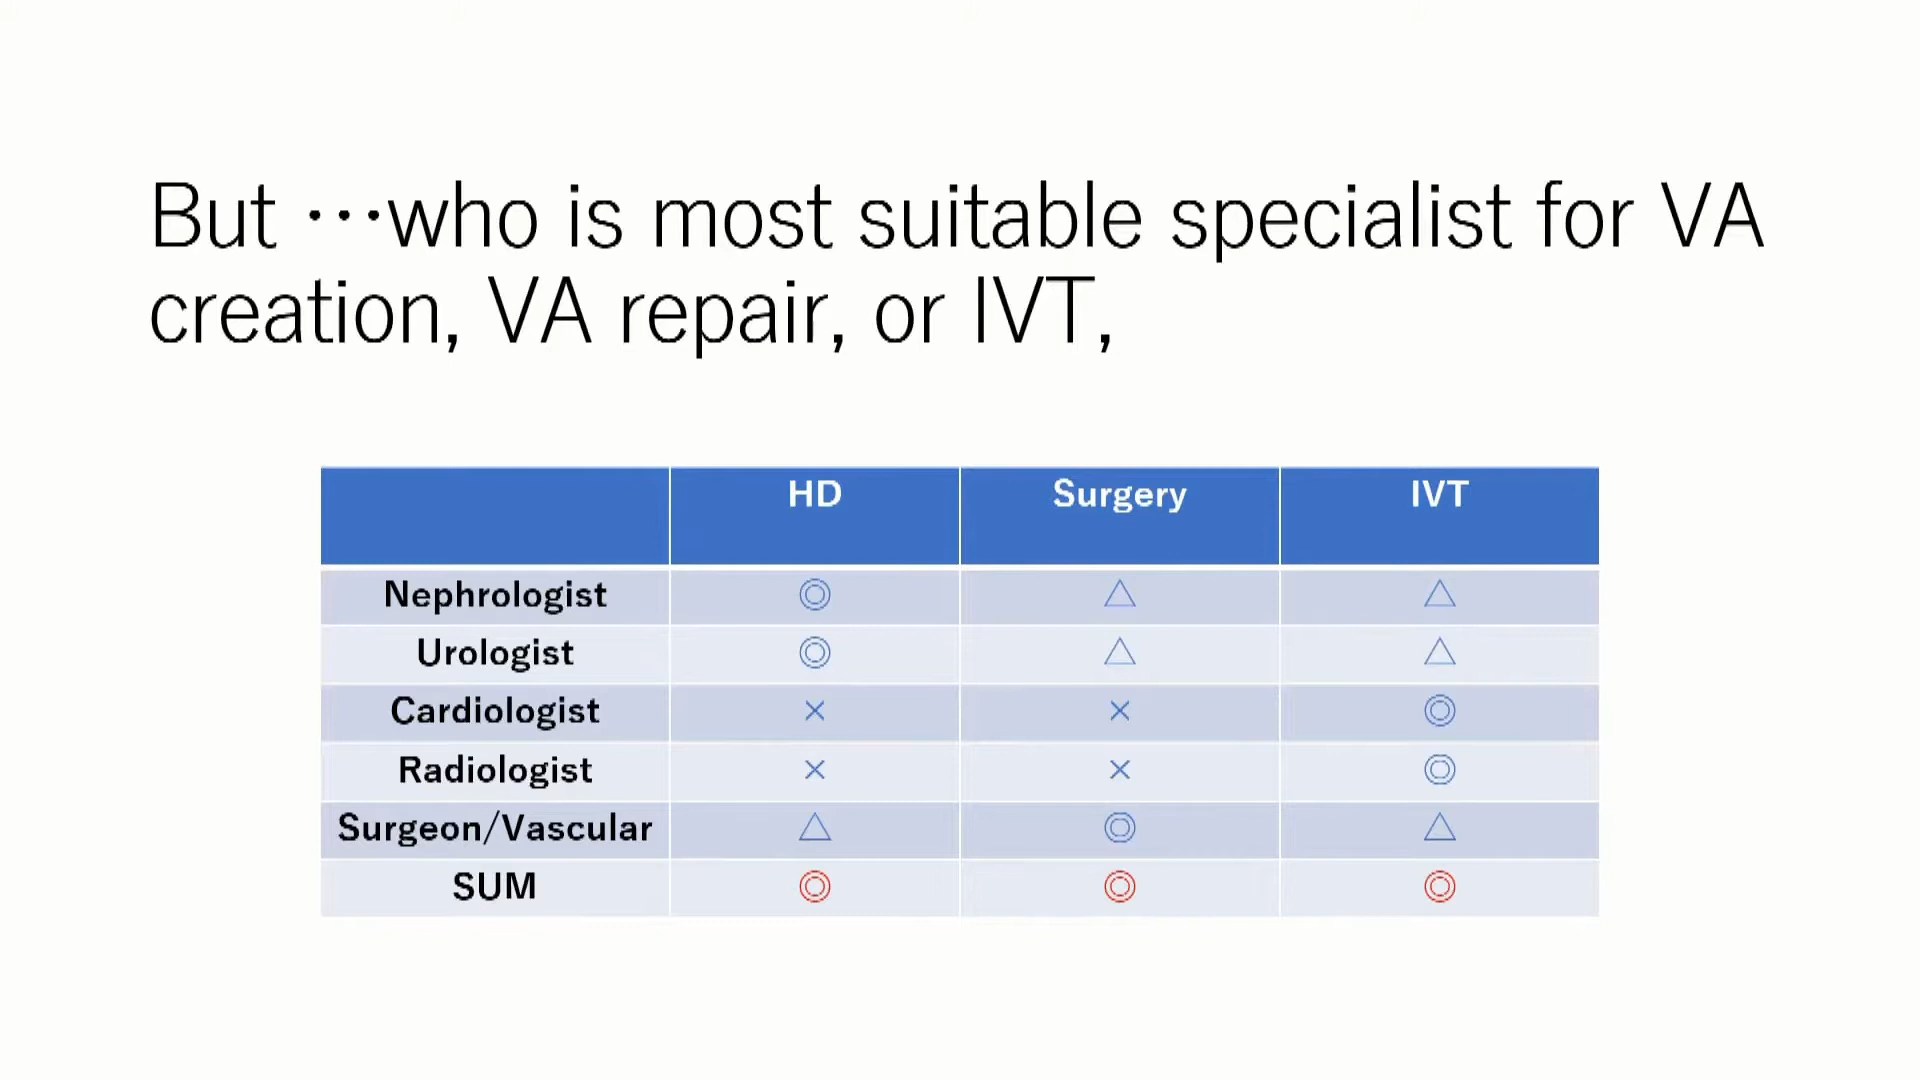 But ･･･who is most suitable specialist for VA
creation, VA repair, or IVT,
HD Surgery IVT
Nephrologist ◎ △ △
Urologist ◎ △ △
Cardiologist × × ◎
Radiologist × × ◎
Surgeon/Vascular △ ◎ △
SUM ◎ ◎ ◎